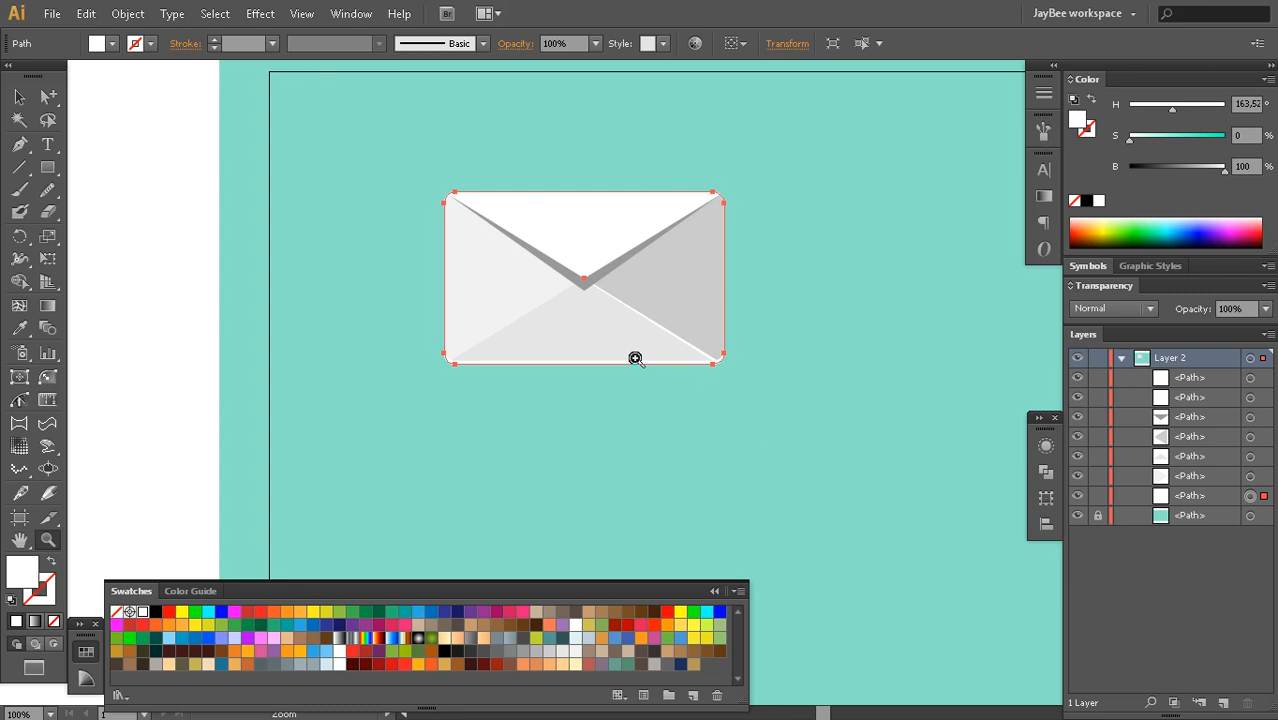 Ai File Edit Object Type Select Effect View Window Help Br JayBee workspace
Path Stroke: Basic Opacity: 100% Style: Transform
Color
H 163,52 °
S 0 %
B 100 %
Symbols Graphic Styles
Transparency
Normal Opacity: 100%
Layers
Layer 2
<Path>
<Path>
<Path>
<Path>
<Path>
<Path>
<Path>
<Path>
Swatches Color Guide
100% 1 Zoom 1 Layer